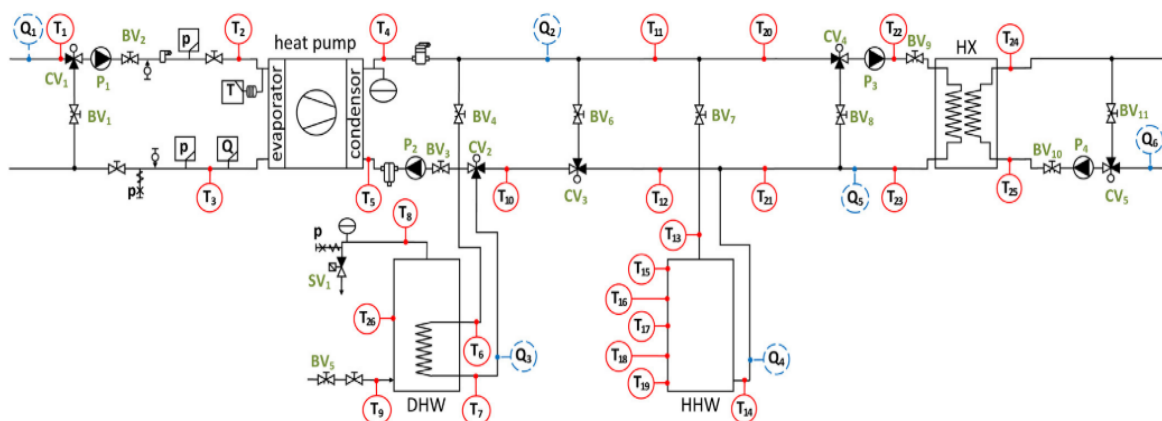 Q1 T1 BV2 p T2 heat pump T4 Q2 T11 T20 CV4 T22 BV9 HX T24
CV1 P1 P3
T evaporator condensor
BV1 BV4 BV6 BV7 BV8 BV11
P2 BV3 CV2 BV10 P4 Q6
p Q
p T3 T5 T10 CV3 T12 T21 Q5 T23 T25 CV5
p T8 T13
SV1 T15
T16
T26 T17
T6 Q3 T18 Q4
BV5 T19
T9 DHW T7 HHW T14